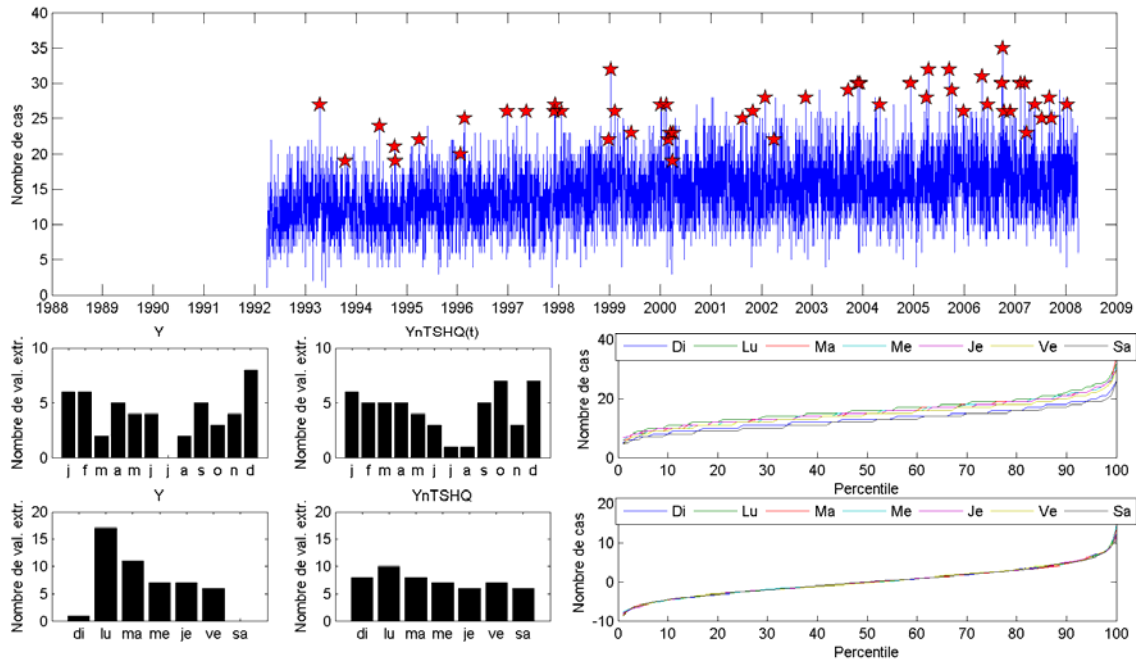 40
35
30
25
20
15
10
5
0
Nombre de cas
1988 1989 1990 1991 1992 1993 1994 1995 1996 1997 1998 1999 2000 2001 2002 2003 2004 2005 2006 2007 2008 2009
Y
10
5
0
Nombre de val. extr.
j f m a m j j a s o n d
YnTSHQ(t)
10
5
0
Nombre de val. extr.
j f m a m j j a s o n d
40
20
0
Nombre de cas
Di Lu Ma Me Je Ve Sa
0 10 20 30 40 50 60 70 80 90 100
Percentile
Y
20
15
10
5
0
Nombre de val. extr.
di lu ma me je ve sa
YnTSHQ
20
15
10
5
0
Nombre de val. extr.
di lu ma me je ve sa
20
10
0
-10
Nombre de cas
Di Lu Ma Me Je Ve Sa
0 10 20 30 40 50 60 70 80 90 100
Percentile